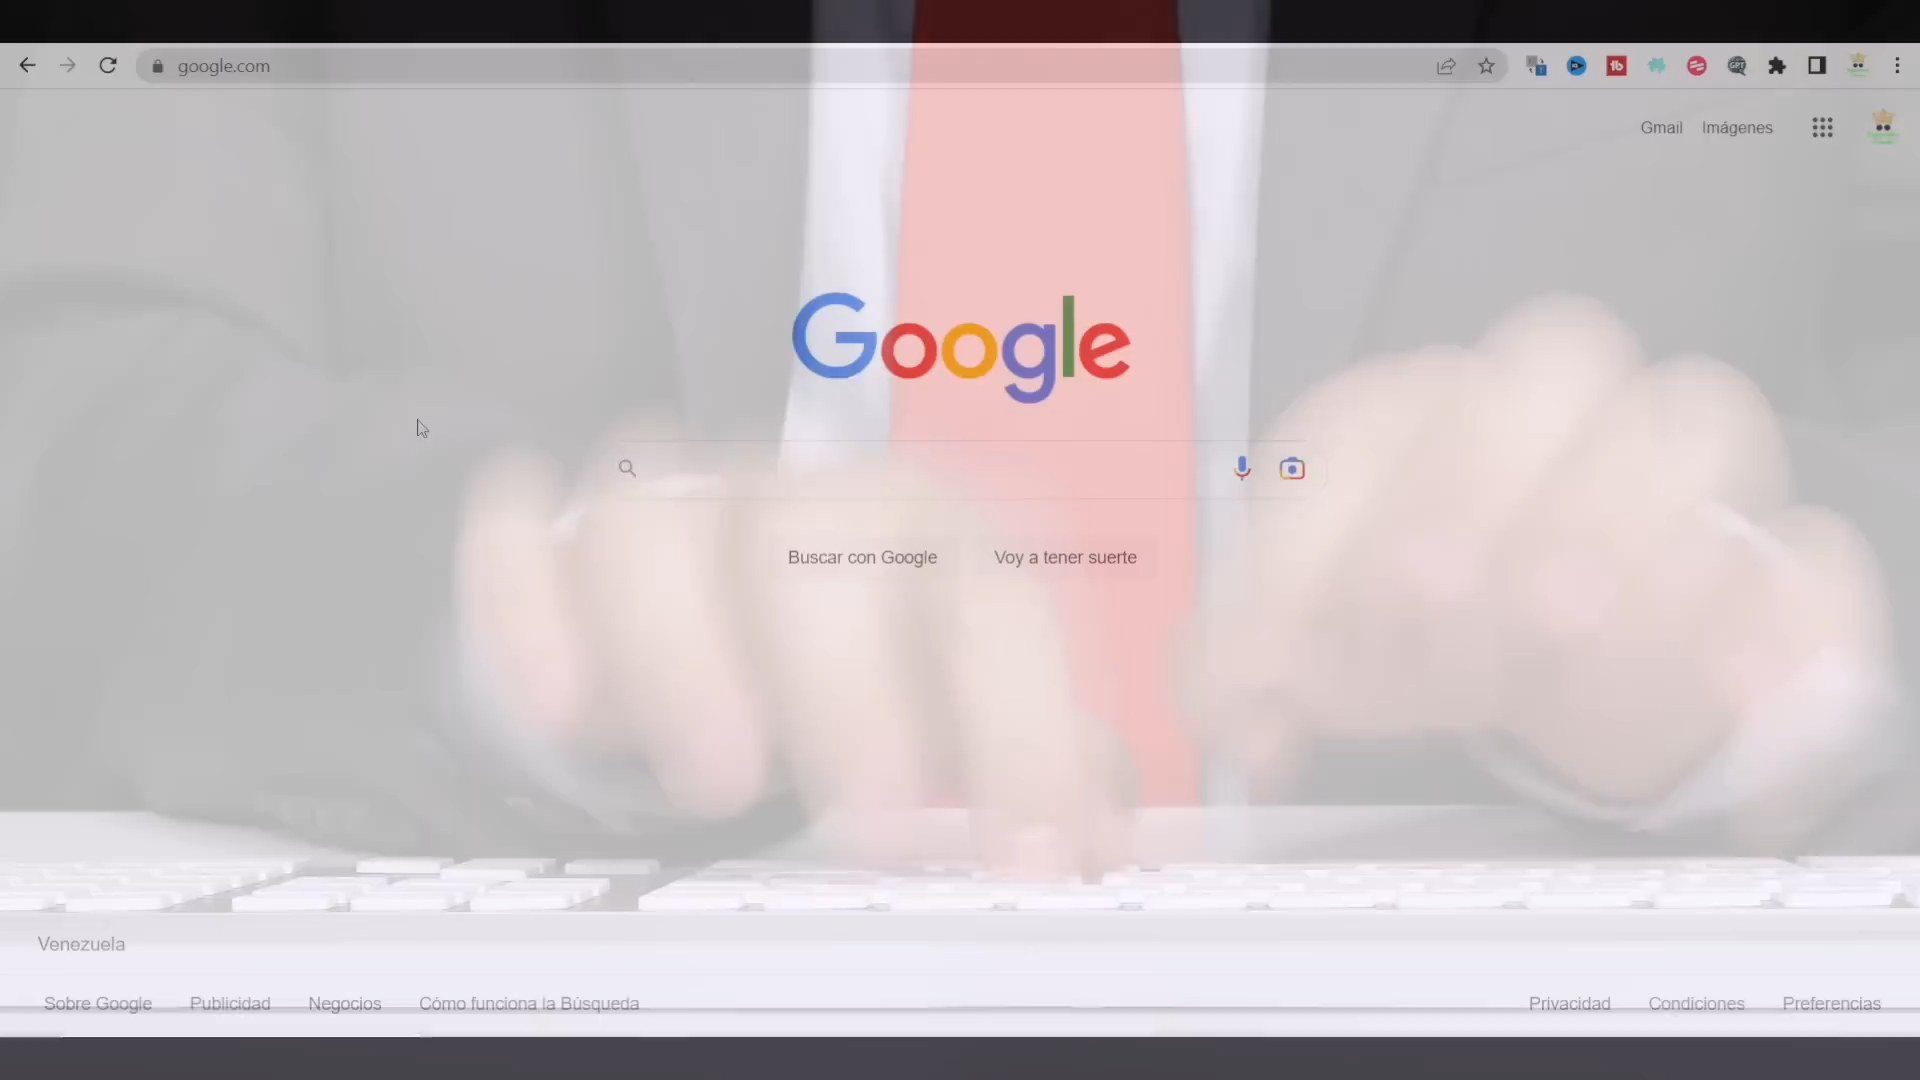 google.com
Gmail Imágenes
Google
Buscar con Google Voy a tener suerte
Venezuela
Sobre Google Publicidad Negocios Cómo funciona la Búsqueda Privacidad Condiciones Preferencias